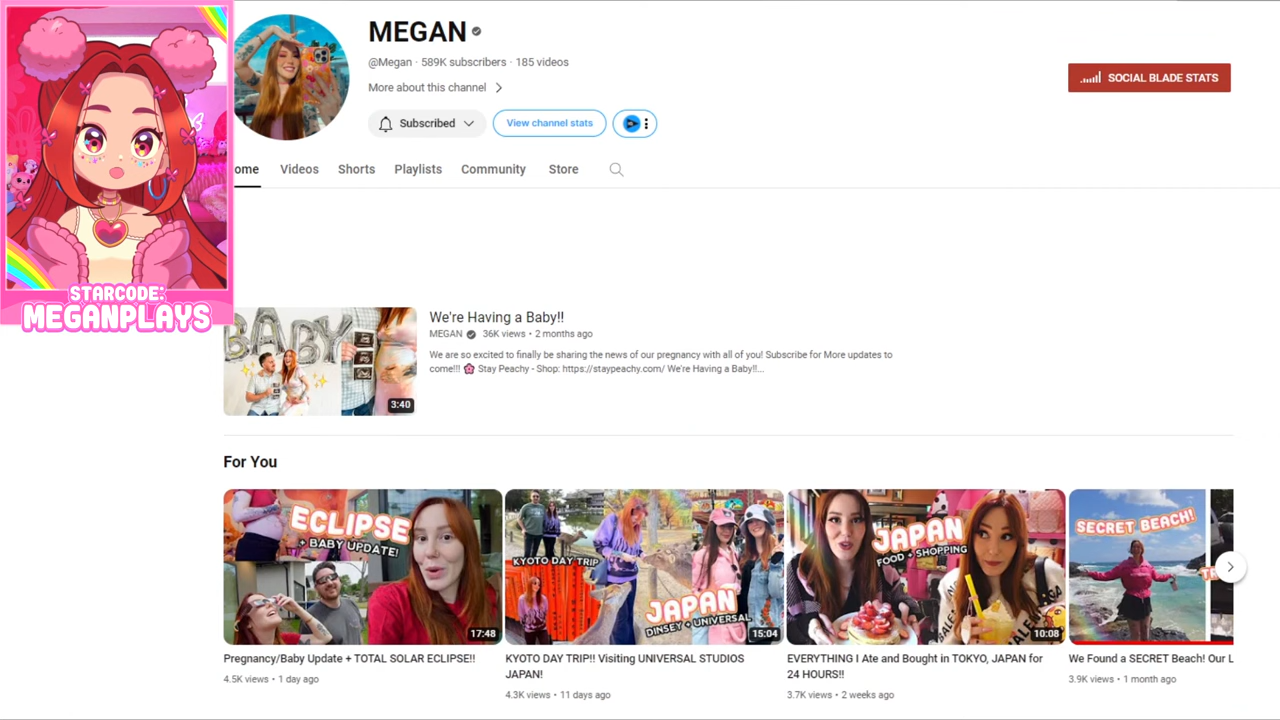 MEGAN
@Megan · 589K subscribers · 185 videos
More about this channel
SOCIAL BLADE STATS
Subscribed
View channel stats
ome
Videos
Shorts
Playlists
Community
Store
STARCODE:
MEGANPLAYS
BABY
3:40
We're Having a Baby!!
MEGAN 36K views • 2 months ago
We are so excited to finally be sharing the news of our pregnancy with all of you! Subscribe for More updates to
come!!! 🌸 Stay Peachy - Shop: https://staypeachy.com/ We're Having a Baby!!...
For You
ECLIPSE
+ BABY UPDATE!
17:48
KYOTO DAY TRIP
JAPAN
DINSEY + UNIVERSAL
15:04
JAPAN
FOOD + SHOPPING
10:08
SECRET BEACH!
Pregnancy/Baby Update + TOTAL SOLAR ECLIPSE!!
4.5K views • 1 day ago
KYOTO DAY TRIP!! Visiting UNIVERSAL STUDIOS
JAPAN!
4.3K views • 11 days ago
EVERYTHING I Ate and Bought in TOKYO, JAPAN for
24 HOURS!!
3.7K views • 2 weeks ago
We Found a SECRET Beach! Our L
3.9K views • 1 month ago